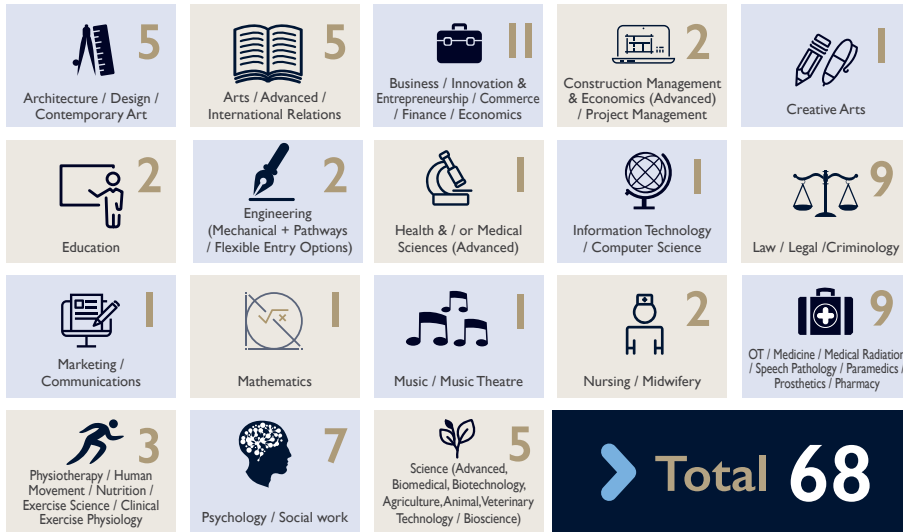 5
Architecture / Design /
Contemporary Art
5
Arts / Advanced /
International Relations
11
Business / Innovation &
Entrepreneurship / Commerce
/ Finance / Economics
2
Construction Management
& Economics (Advanced)
/ Project Management
1
Creative Arts
2
Education
2
Engineering
(Mechanical + Pathways
/ Flexible Entry Options)
1
Health & / or Medical
Sciences (Advanced)
1
Information Technology
/ Computer Science
9
Law / Legal /Criminology
1
Marketing /
Communications
√x
1
Mathematics
1
Music / Music Theatre
2
Nursing / Midwifery
9
OT / Medicine / Medical Radiation
/ Speech Pathology / Paramedics /
Prosthetics / Pharmacy
3
Physiotherapy / Human
Movement / Nutrition /
Exercise Science / Clinical
Exercise Physiology
7
Psychology / Social work
5
Science (Advanced,
Biomedical, Biotechnology,
Agriculture,Animal,Veterinary
Technology / Bioscience)
Total 68